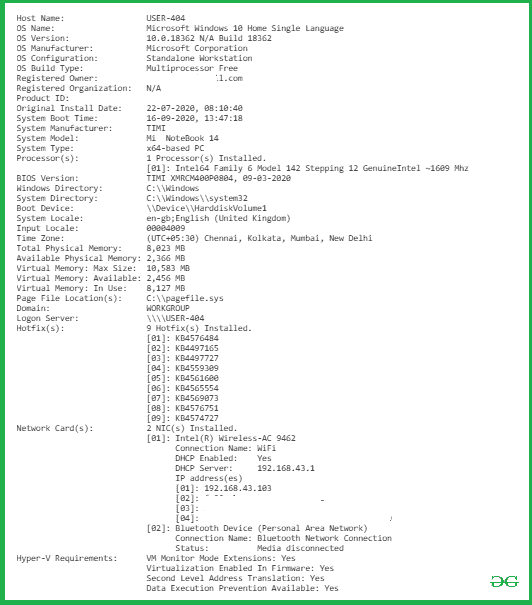 Host Name: USER-404
OS Name: Microsoft Windows 10 Home Single Language
OS Version: 10.0.18362 N/A Build 18362
OS Manufacturer: Microsoft Corporation
OS Configuration: Standalone Workstation
OS Build Type: Multiprocessor Free
Registered Owner: l.com
Registered Organization: N/A
Product ID:
Original Install Date: 22-07-2020, 08:10:40
System Boot Time: 16-09-2020, 13:47:18
System Manufacturer: TIMI
System Model: Mi NoteBook 14
System Type: x64-based PC
Processor(s): 1 Processor(s) Installed.
[01]: Intel64 Family 6 Model 142 Stepping 12 GenuineIntel ~1609 Mhz
BIOS Version: TIMI XMRCM400P0804, 09-03-2020
Windows Directory: C:\\Windows
System Directory: C:\\Windows\\system32
Boot Device: \\Device\\HarddiskVolume1
System Locale: en-gb;English (United Kingdom)
Input Locale: 00004009
Time Zone: (UTC+05:30) Chennai, Kolkata, Mumbai, New Delhi
Total Physical Memory: 8,023 MB
Available Physical Memory: 2,366 MB
Virtual Memory: Max Size: 10,583 MB
Virtual Memory: Available: 2,456 MB
Virtual Memory: In Use: 8,127 MB
Page File Location(s): C:\\pagefile.sys
Domain: WORKGROUP
Logon Server: \\\\USER-404
Hotfix(s): 9 Hotfix(s) Installed.
[01]: KB4576484
[02]: KB4497165
[03]: KB4497727
[04]: KB4559309
[05]: KB4561600
[06]: KB4565554
[07]: KB4569073
[08]: KB4576751
[09]: KB4574727
Network Card(s): 2 NIC(s) Installed.
[01]: Intel(R) Wireless-AC 9462
Connection Name: WiFi
DHCP Enabled: Yes
DHCP Server: 192.168.43.1
IP address(es)
[01]: 192.168.43.103
[02]:
[03]:
[04]:
[02]: Bluetooth Device (Personal Area Network)
Connection Name: Bluetooth Network Connection
Status: Media disconnected
Hyper-V Requirements: VM Monitor Mode Extensions: Yes
Virtualization Enabled In Firmware: Yes
Second Level Address Translation: Yes
Data Execution Prevention Available: Yes